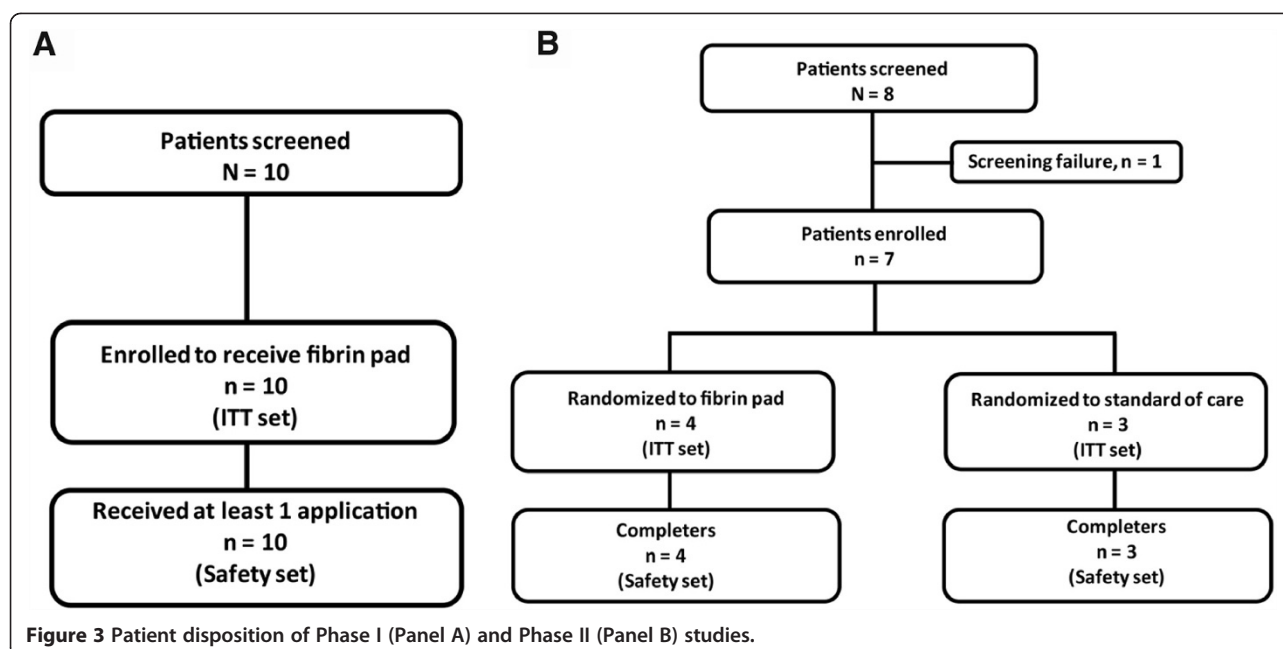 A
Patients screened
N = 10
Enrolled to receive fibrin pad
n = 10
(ITT set)
Received at least 1 application
n = 10
(Safety set)
B
Patients screened
N = 8
Screening failure, n = 1
Patients enrolled
n = 7
Randomized to fibrin pad
n = 4
(ITT set)
Randomized to standard of care
n = 3
(ITT set)
Completers
n = 4
(Safety set)
Completers
n = 3
(Safety set)
Figure 3 Patient disposition of Phase I (Panel A) and Phase II (Panel B) studies.